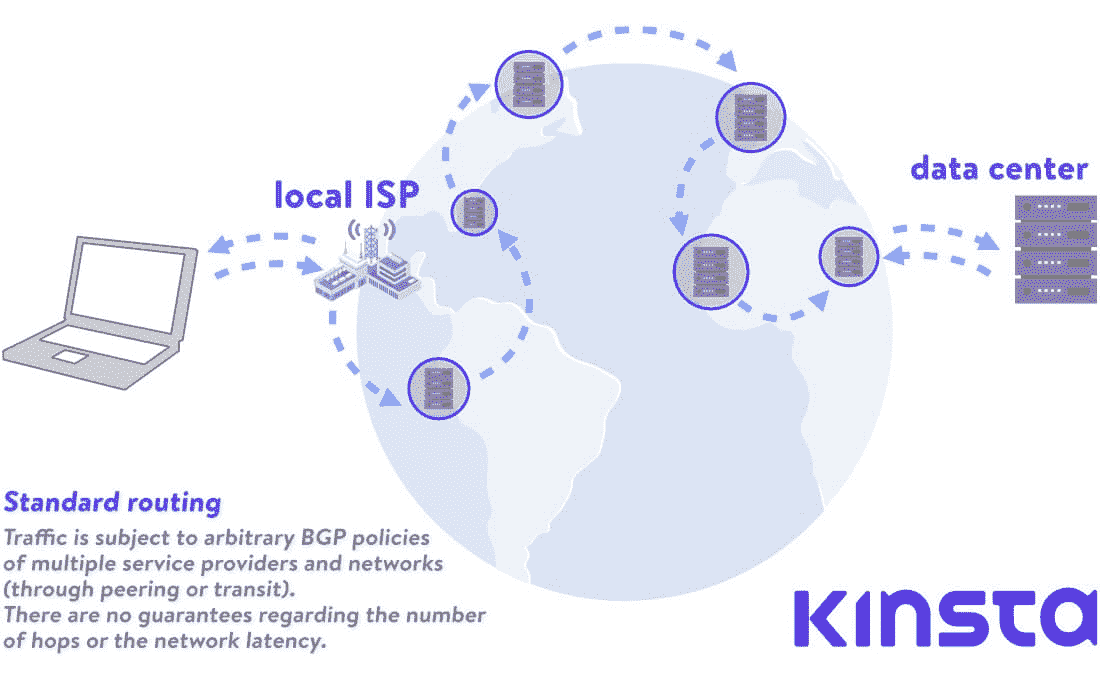 local ISP
data center
Standard routing
Traffic is subject to arbitrary BGP policies
of multiple service providers and networks
(through peering or transit).
There are no guarantees regarding the number
of hops or the network latency.
KINSTA